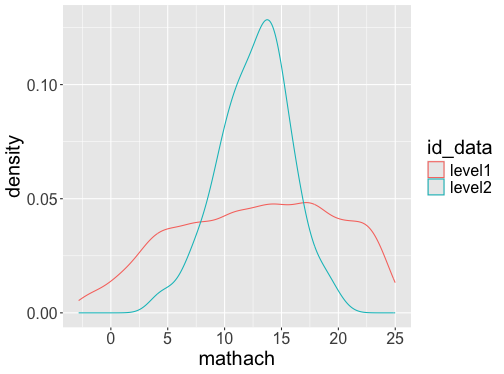 density
0.10
0.05
0.00
0 5 10 15 20 25
mathach
id_data
level1
level2